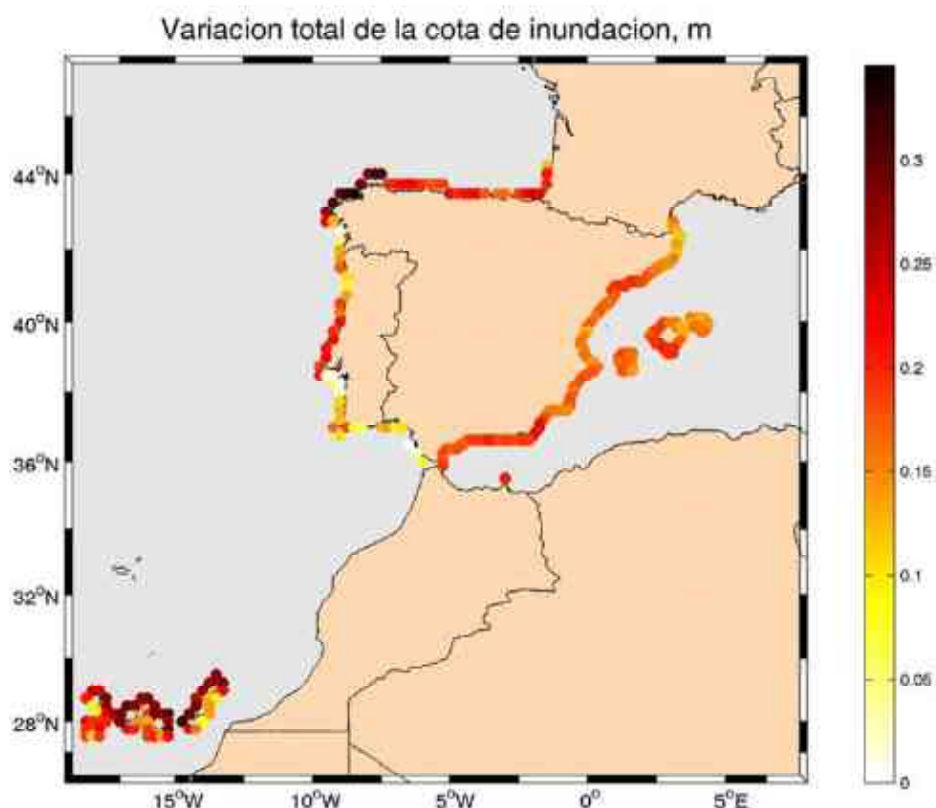 Variacion total de la cota de inundacion, m
44°N
40°N
36°N
32°N
28°N
15°W
10°W
5°W
0°
5°E
0.3
0.25
0.2
0.15
0.1
0.05
0